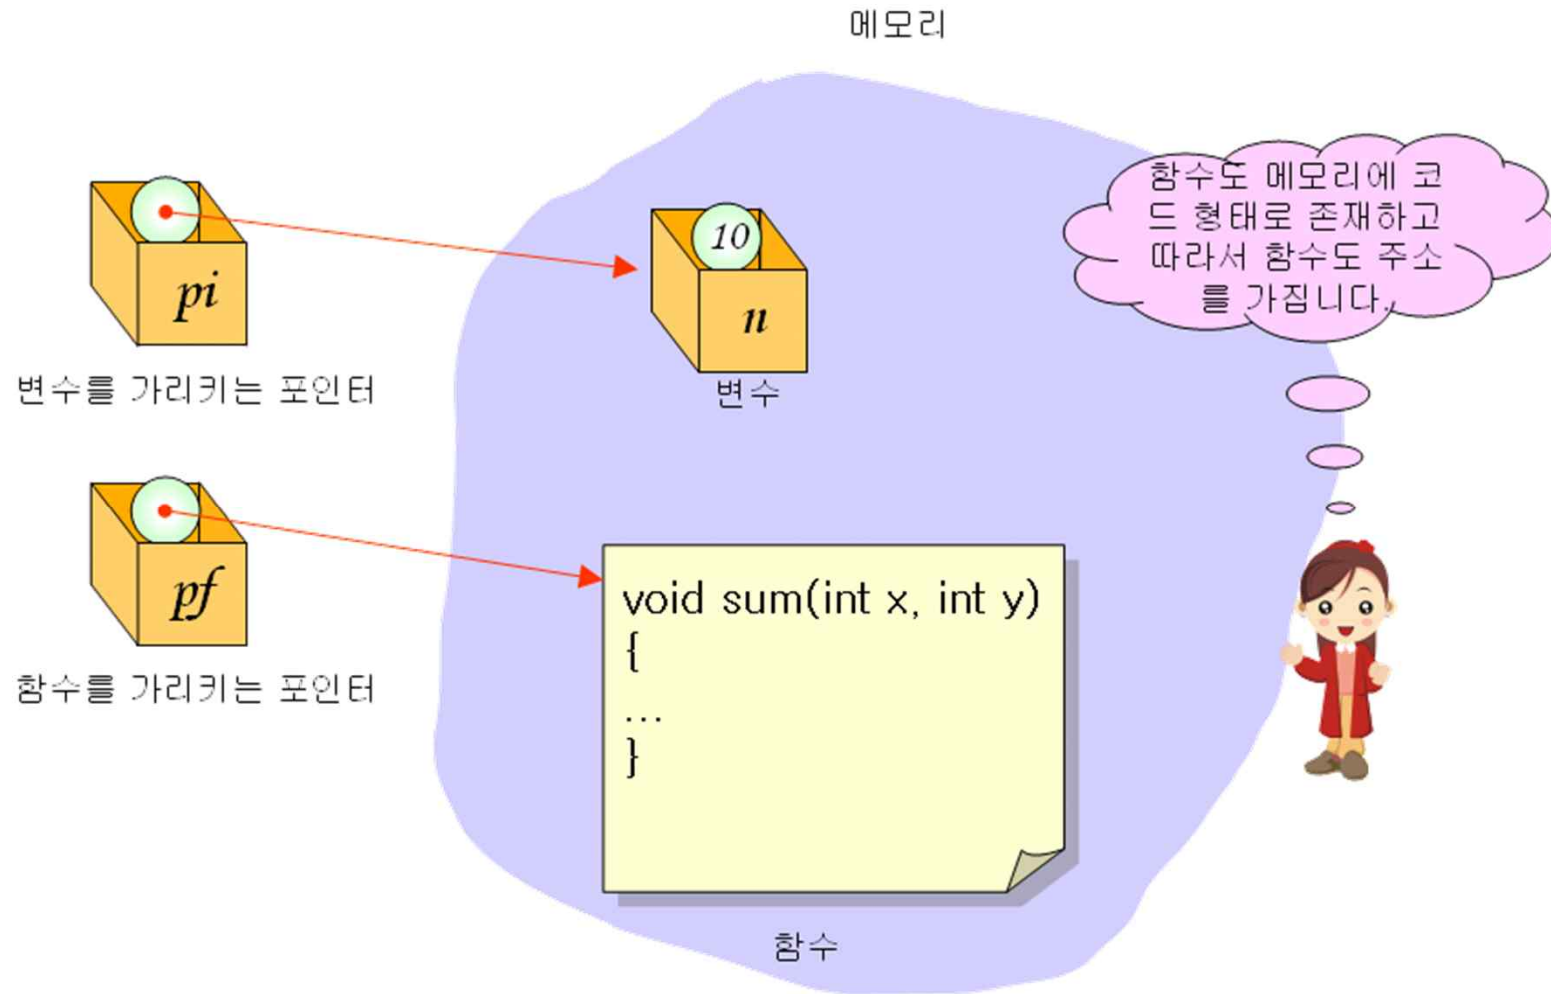 메모리
함수도 메모리에 코
드 형태로 존재하고
따라서 함수도 주소
를 가집니다.
pi
10
n
변수를 가리키는 포인터
변수
pf
void sum(int x, int y)
{
...
}
함수를 가리키는 포인터
함수